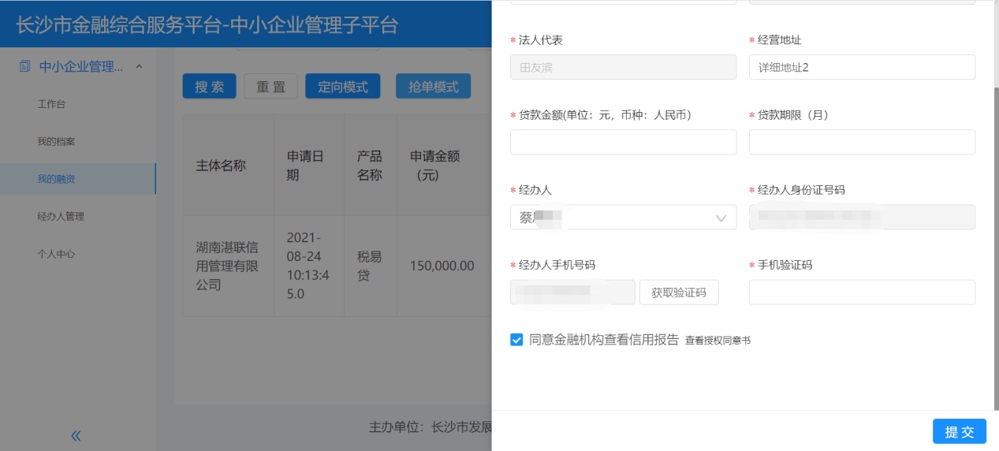 长沙市金融综合服务平台-中小企业管理子平台
中小企业管理...
工作台
我的档案
我的融资
经办人管理
个人中心
搜 索
重 置
定向模式
抢单模式
主体名称
申请日
期
产品
名称
申请金额
（元）
湖南湛联信
用管理有限
公司
2021-
08-24
10:13:4
5.0
税易
贷
150,000.00
主办单位：长沙市发展
* 法人代表
田友滨
* 经营地址
详细地址2
* 贷款金额(单位：元，币种：人民币）
* 贷款期限（月）
* 经办人
蔡
* 经办人身份证号码
* 经办人手机号码
获取验证码
* 手机验证码
同意金融机构查看信用报告 查看授权同意书
提 交